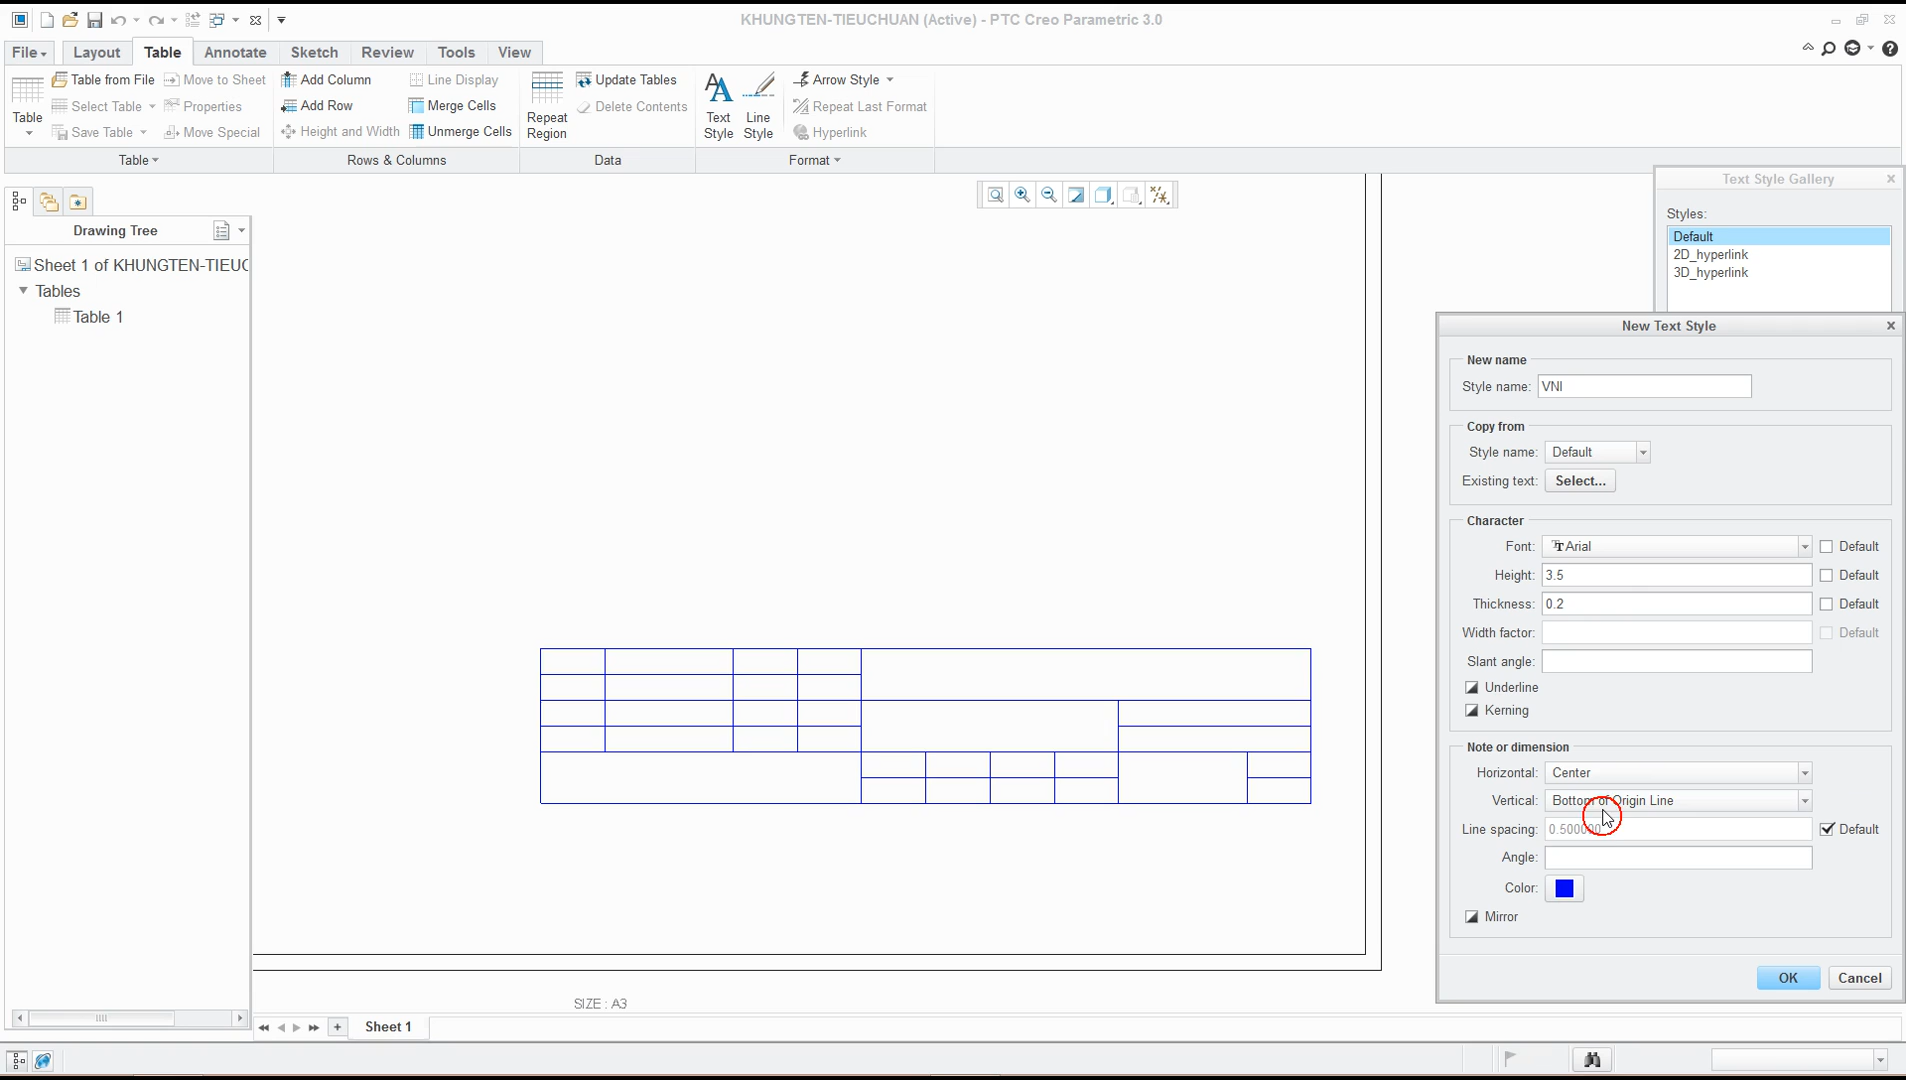 KHUNGTEN-TIEUCHUAN (Active) - PTC Creo Parametric 3.0
File Layout Table Annotate Sketch Review Tools View
Table
Table from File
Select Table
Save Table
Move to Sheet
Properties
Move Special
Add Column
Add Row
Height and Width
Line Display
Merge Cells
Unmerge Cells
Repeat Region
Update Tables
Delete Contents
Text Style
Line Style
Arrow Style
Repeat Last Format
Hyperlink
Table Rows & Columns Data Format
Drawing Tree
Sheet 1 of KHUNGTEN-TIEUC
Tables
Table 1
Text Style Gallery
Styles:
Default
2D_hyperlink
3D_hyperlink
New Text Style
New name
Style name: VNI
Copy from
Style name: Default
Existing text: Select...
Character
Font: Arial Default
Height: 3.5 Default
Thickness: 0.2 Default
Width factor: Default
Slant angle:
Underline
Kerning
Note or dimension
Horizontal: Center
Vertical: Bottom of Origin Line
Line spacing: 0.500000 Default
Angle:
Color:
Mirror
OK Cancel
SIZE : A3
Sheet 1